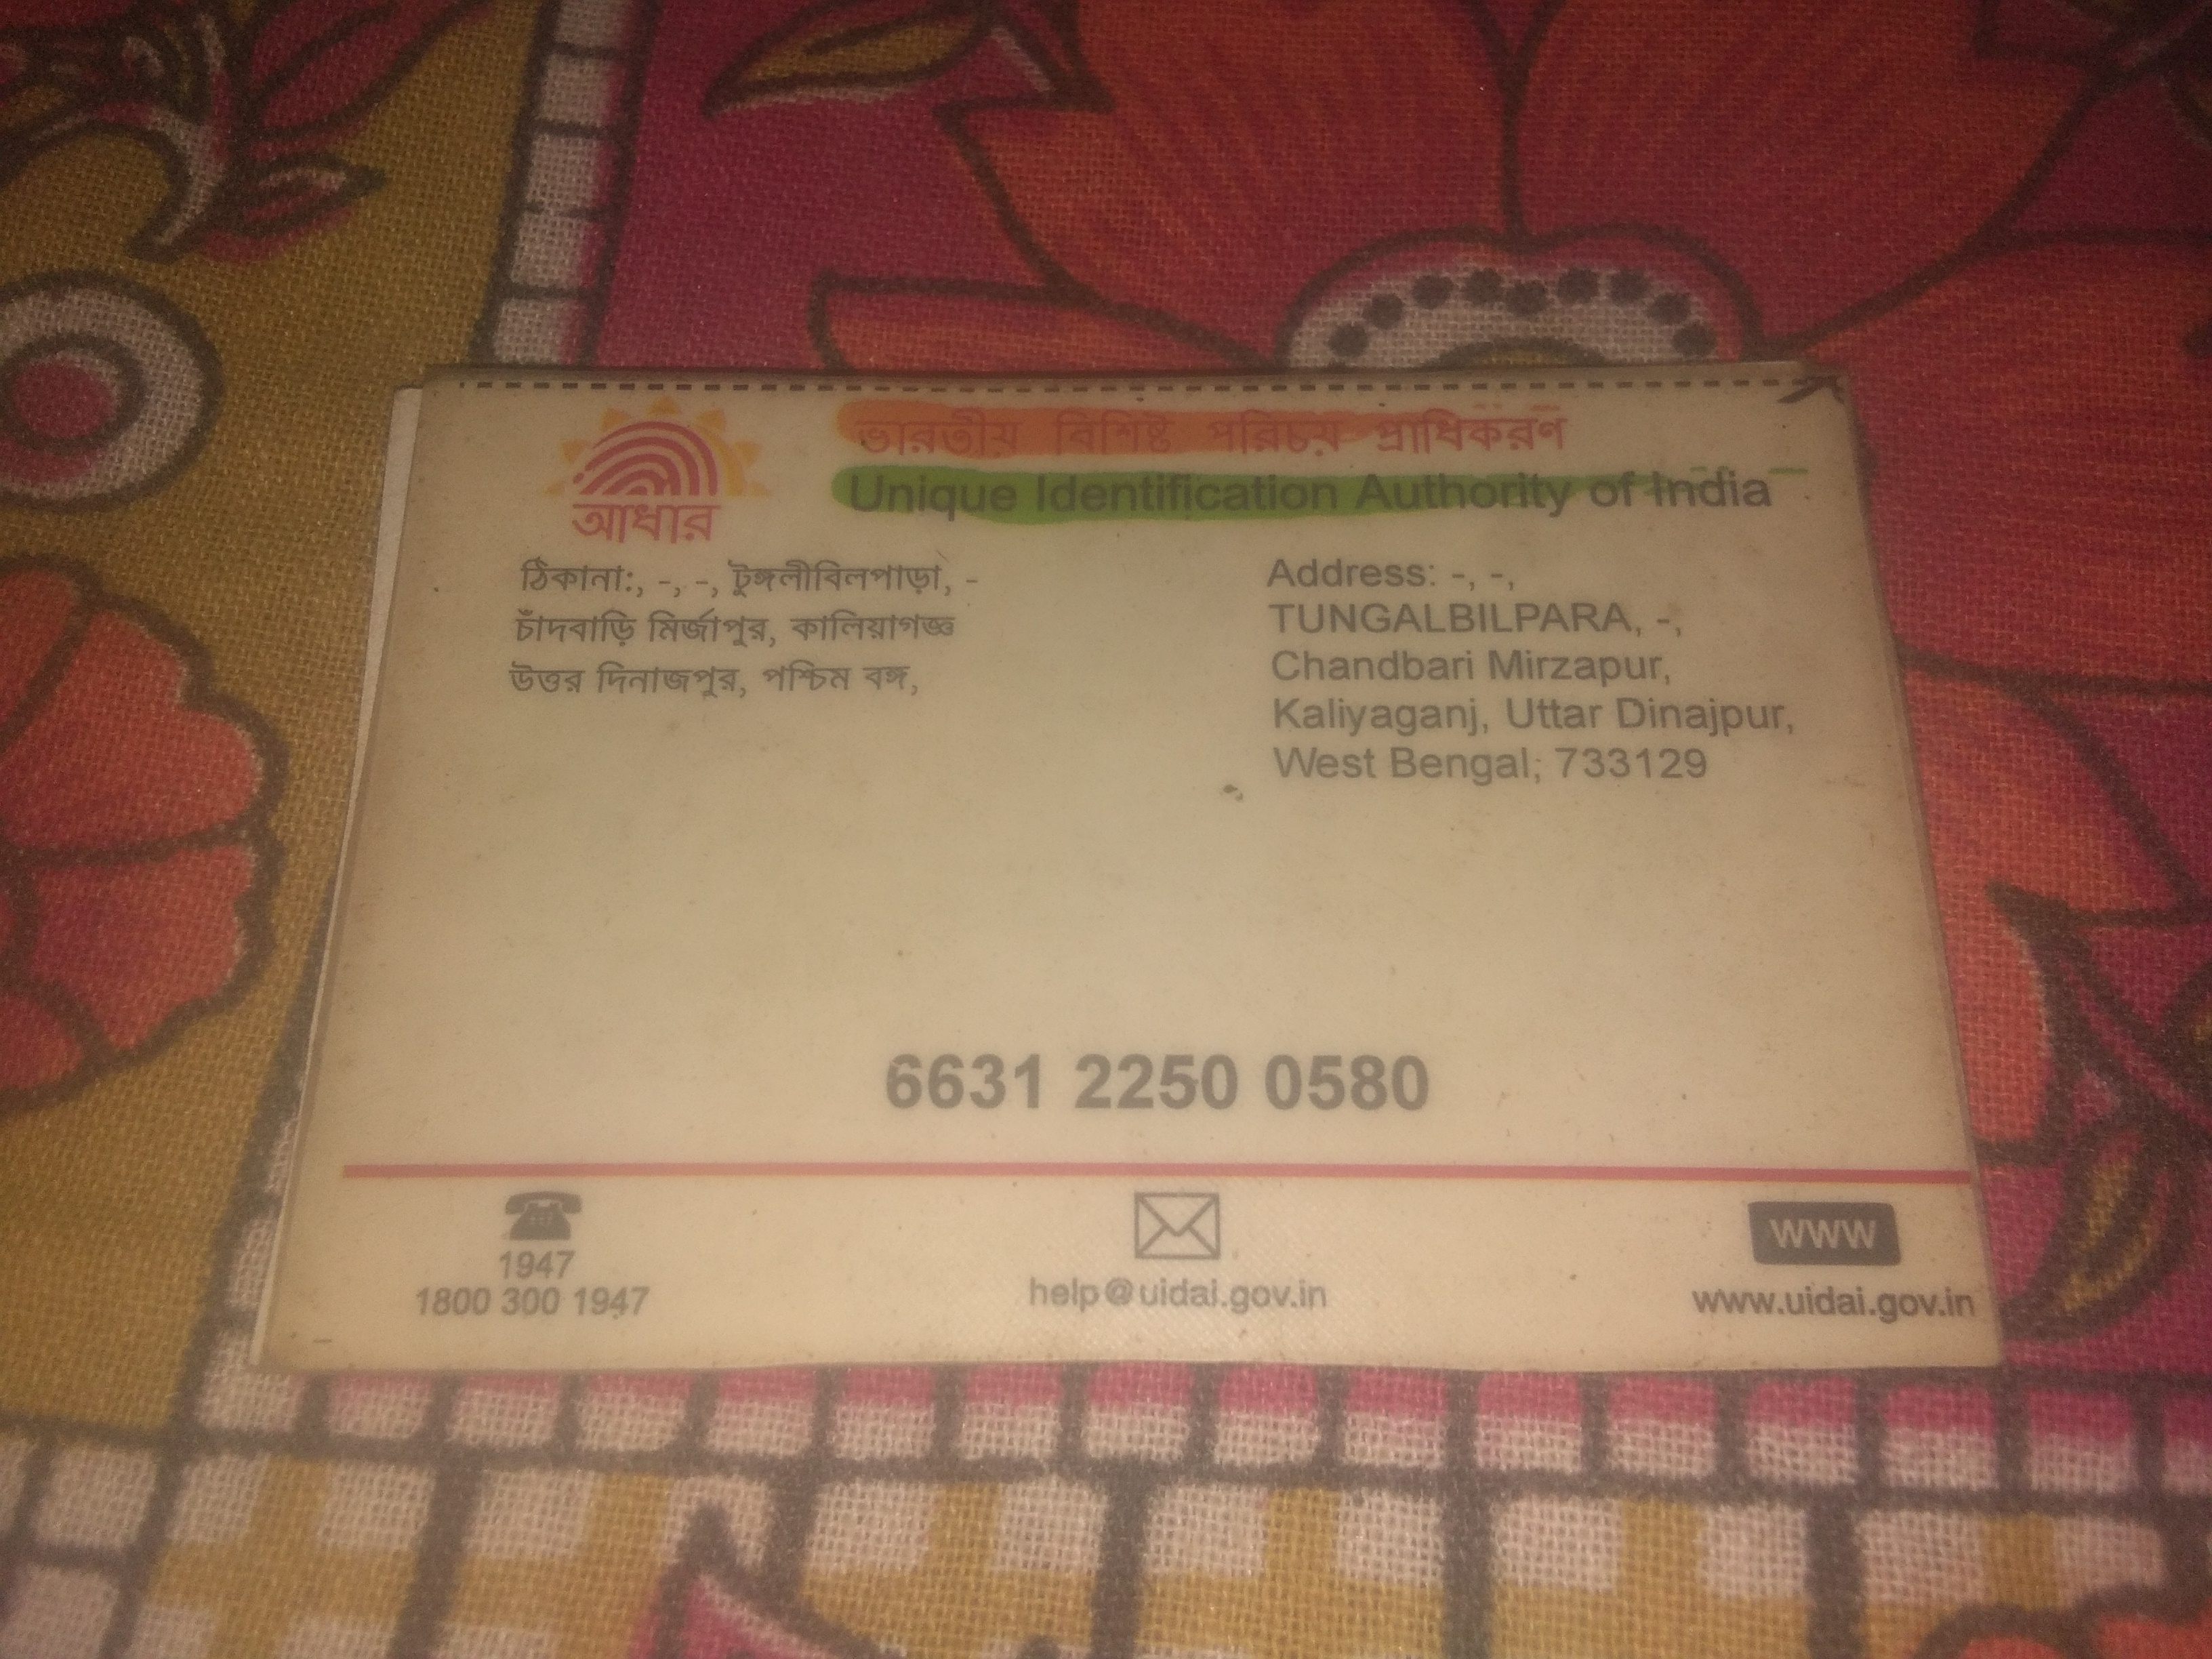 ভারতীয় বিশিষ্ট পরিচয় প্রাধিকরণ
Unique Identification Authority of India
আধার
ঠিকানা:, -, -, টুঙ্গলীবিলপাড়া, -
চাঁদবাড়ি মির্জাপুর, কালিয়াগজ্ঞ
উত্তর দিনাজপুর, পশ্চিম বঙ্গ,
Address: -, -,
TUNGALBILPARA, -,
Chandbari Mirzapur,
Kaliyaganj, Uttar Dinajpur,
West Bengal, 733129
6631 2250 0580
1947
1800 300 1947
help@uidai.gov.in
www
www.uidai.gov.in